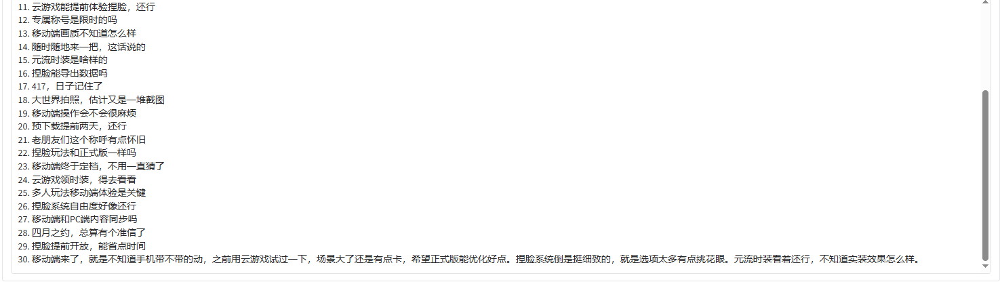 11. 云游戏能提前体验捏脸，还行
12. 专属称号是限时的吗
13. 移动端画质不知道怎么样
14. 随时随地来一把，这话说的
15. 元流时装是啥样的
16. 捏脸能导出数据吗
17. 417，日子记住了
18. 大世界拍照，估计又是一堆截图
19. 移动端操作会不会很麻烦
20. 预下载提前两天，还行
21. 老朋友们这个称呼有点怀旧
22. 捏脸玩法和正式版一样吗
23. 移动端终于定档，不用一直猜了
24. 云游戏领时装，得去看看
25. 多人玩法移动端体验是关键
26. 捏脸系统自由度好像还行
27. 移动端和PC端内容同步吗
28. 四月之约，总算有个准信了
29. 捏脸提前开放，能省点时间
30. 移动端来了，就是不知道手机带不带的动，之前用云游戏试过一下，场景大了还是有点卡，希望正式版能优化好点。捏脸系统倒是挺细致的，就是选项太多有点挑花眼。元流时装看着还行，不知道实装效果怎么样。